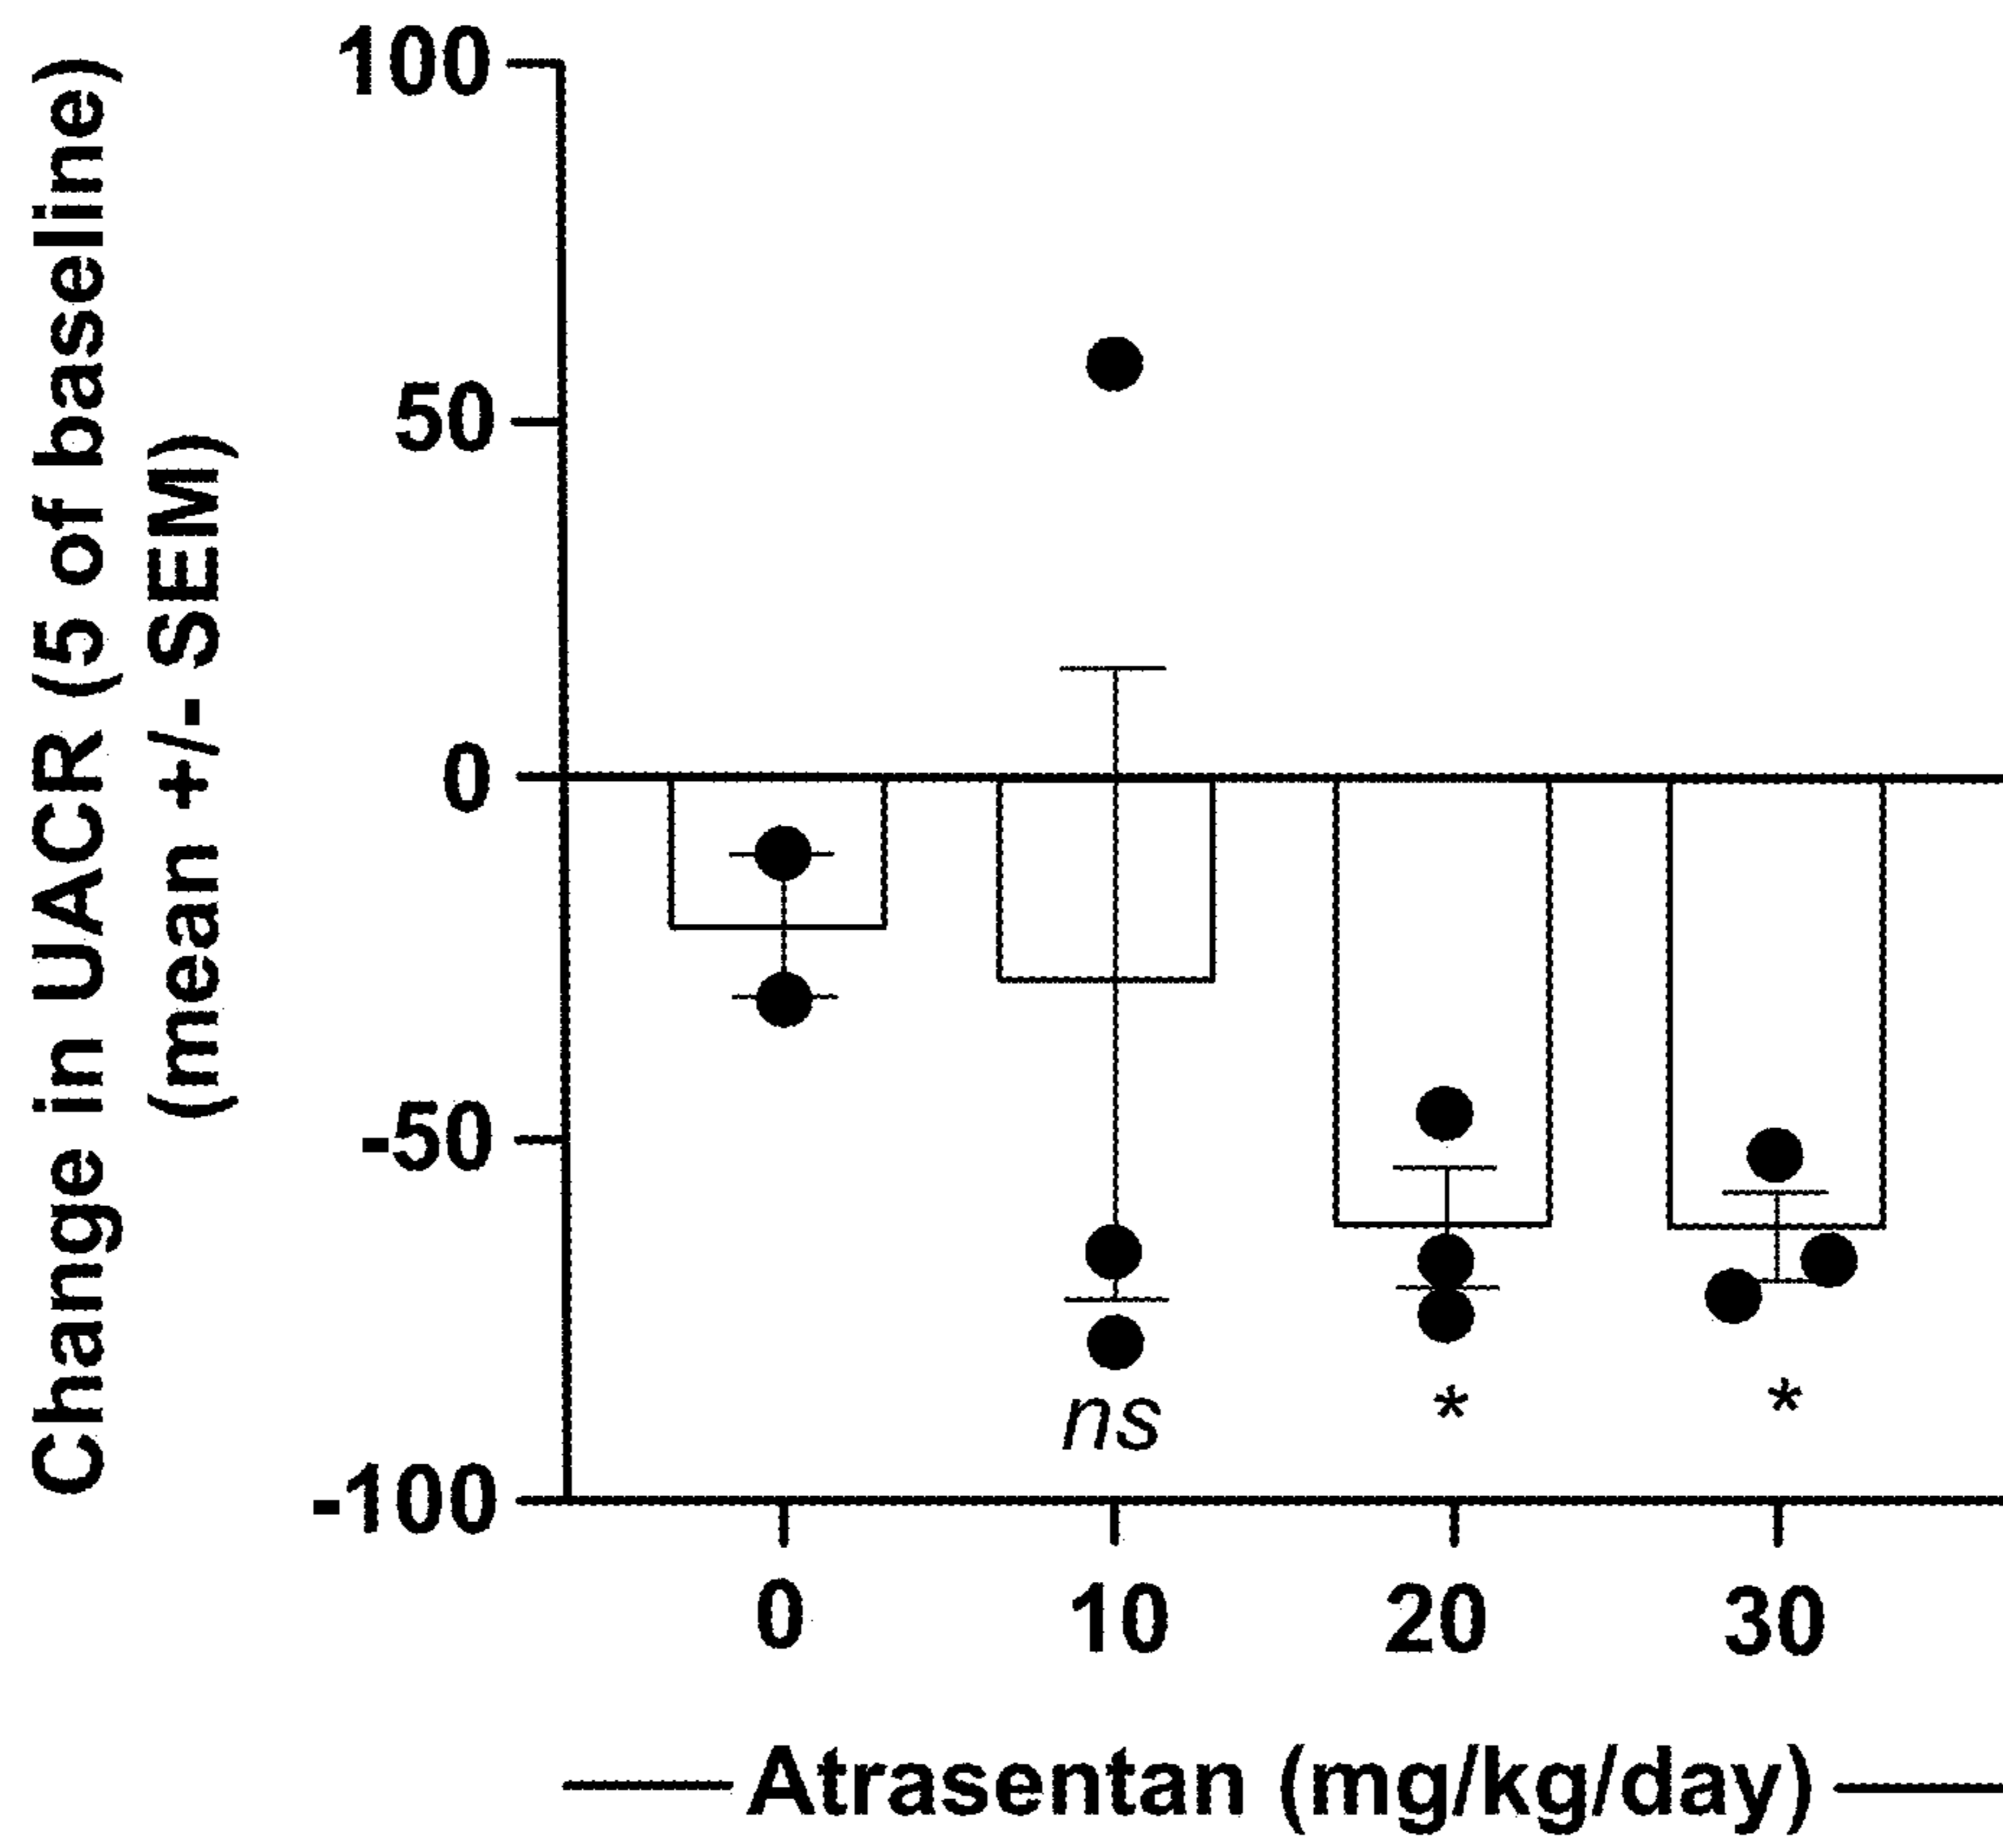 Change in UACR (5 of baseline)
(mean +/- SEM)
100
50
0
-50
-100
ns
*
*
0
10
20
30
Atrasentan (mg/kg/day)